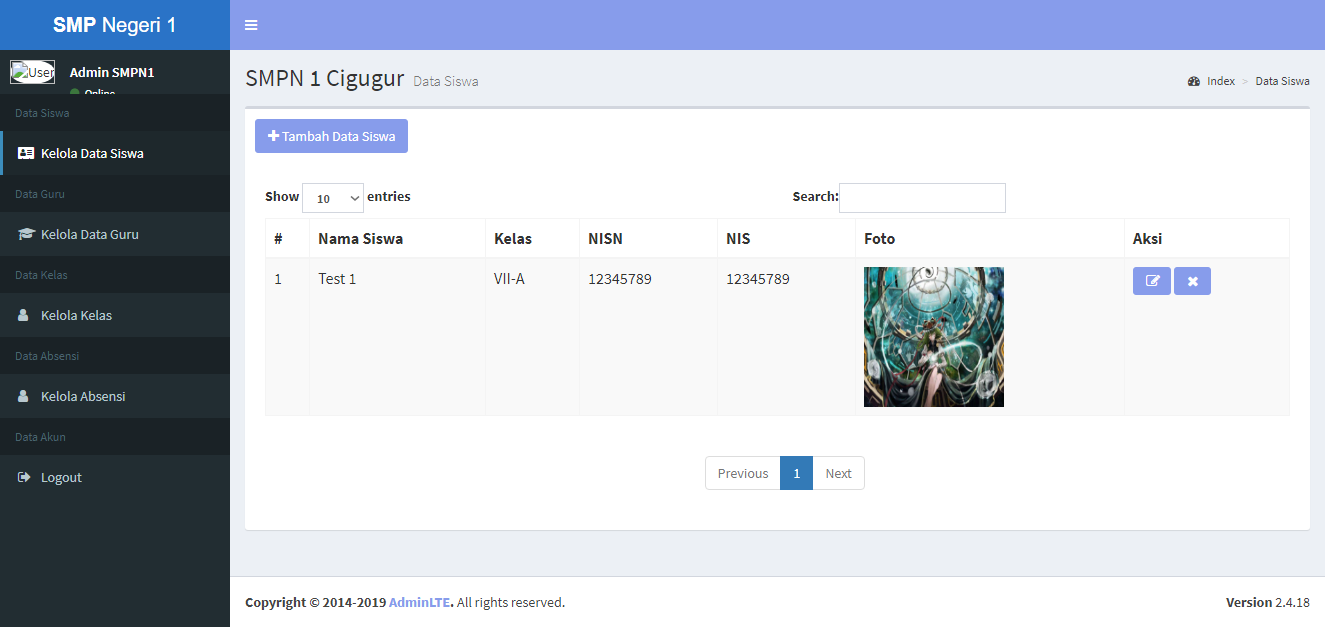 SMP Negeri 1
User
Admin SMPN1
Online
Data Siswa
Kelola Data Siswa
Data Guru
Kelola Data Guru
Data Kelas
Kelola Kelas
Data Absensi
Kelola Absensi
Data Akun
Logout
SMPN 1 Cigugur Data Siswa
Index > Data Siswa
Tambah Data Siswa
Show 10 entries
Search:
# Nama Siswa Kelas NISN NIS Foto Aksi
1 Test 1 VII-A 12345789 12345789
Previous 1 Next
Copyright © 2014-2019 AdminLTE. All rights reserved.
Version 2.4.18